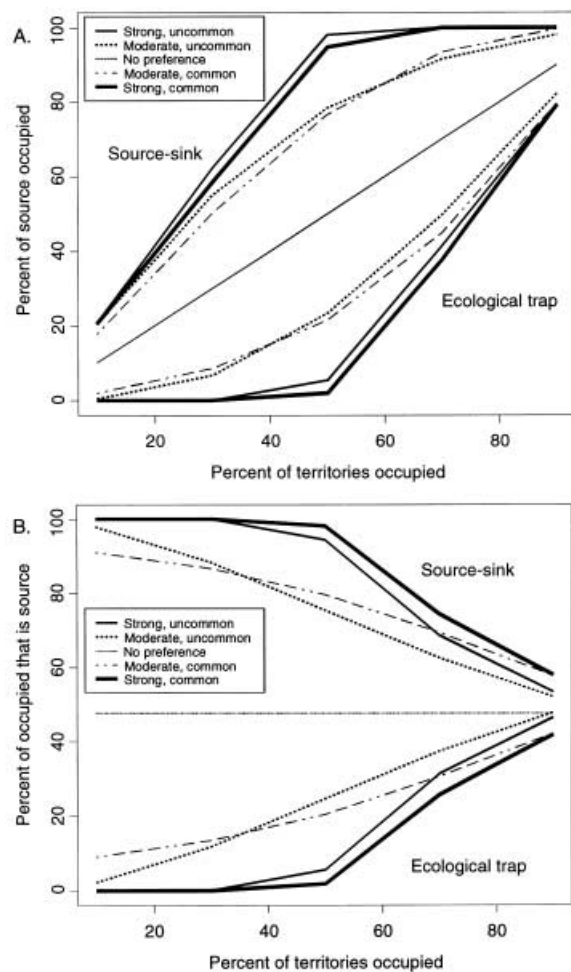 A.
Strong, uncommon
Moderate, uncommon
No preference
Moderate, common
Strong, common
Source-sink
Ecological trap
Percent of source occupied
0
20
40
60
80
100
20
40
60
80
Percent of territories occupied
B.
Source-sink
Strong, uncommon
Moderate, uncommon
No preference
Moderate, common
Strong, common
Ecological trap
Percent of occupied that is source
0
20
40
60
80
100
20
40
60
80
Percent of territories occupied